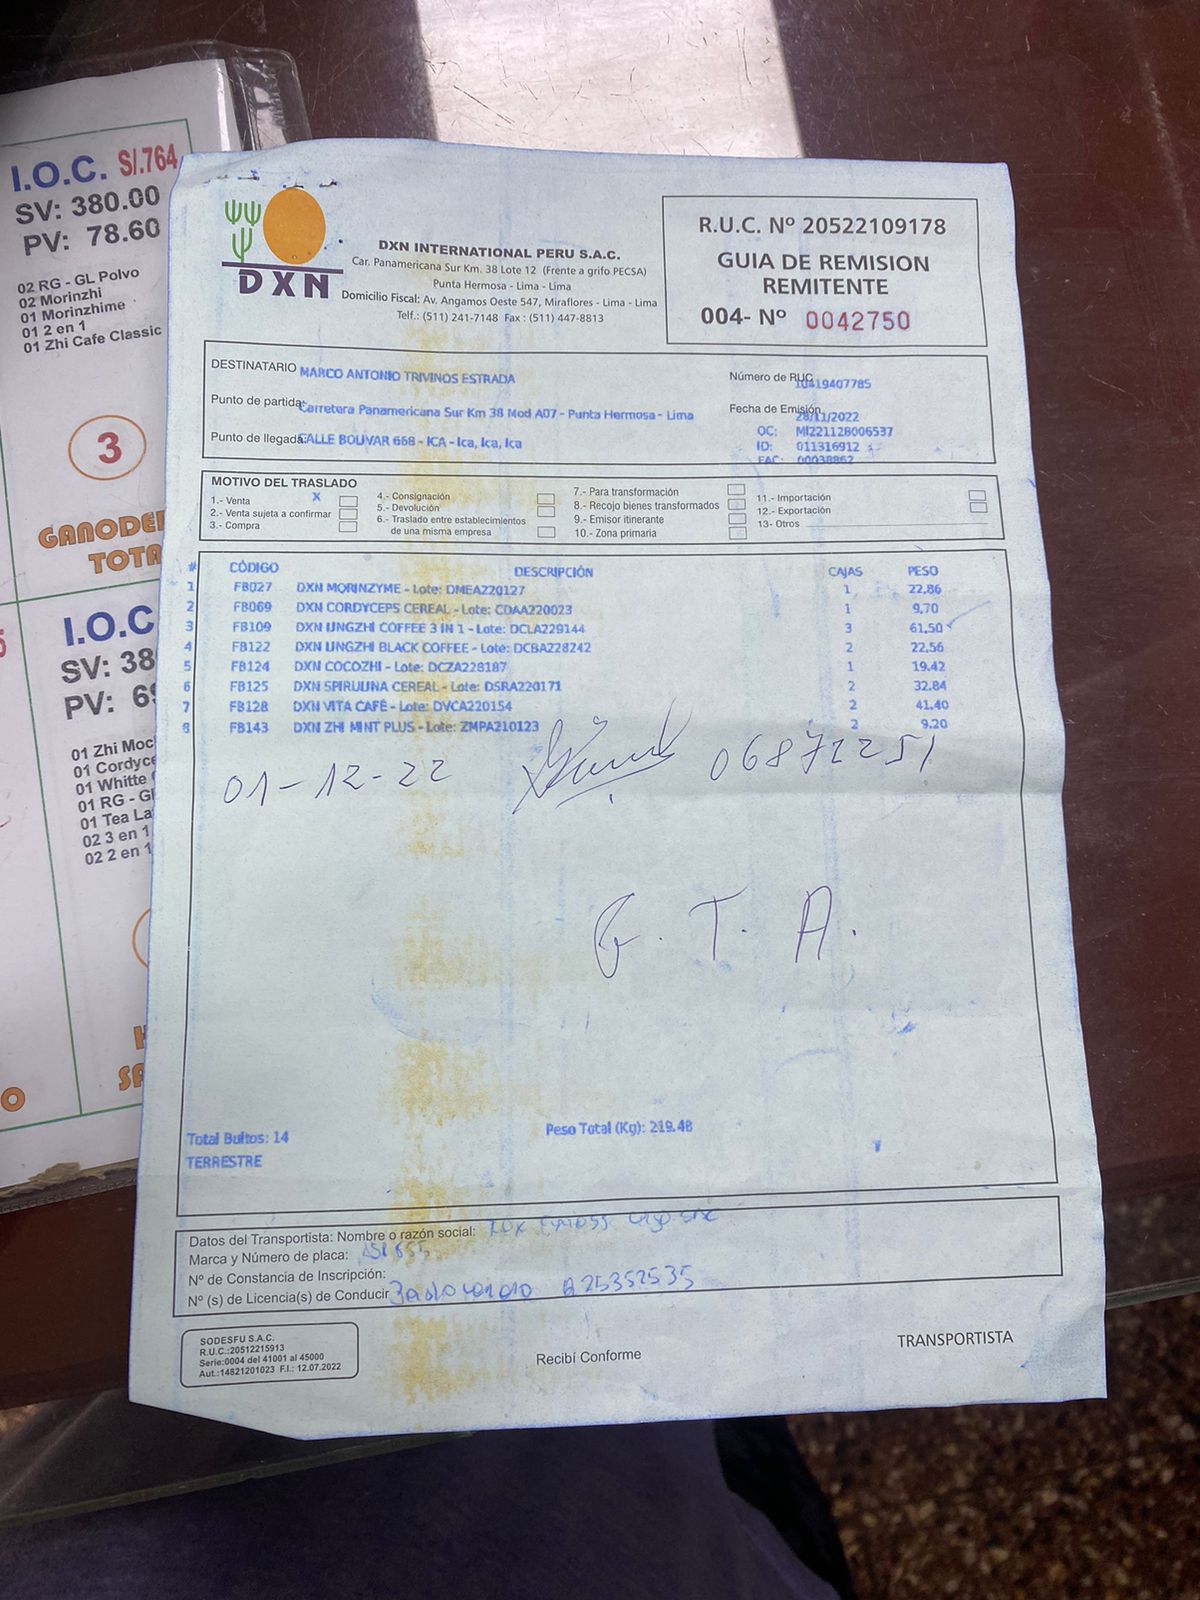 I.O.C. S/.764
SV: 380.00
PV: 78.60
02 RG - GL Polvo
02 Morinzhi
01 Morinzhime
01 2 en 1
01 Zhi Cafe Classic
3
TOTA
I.O.C
SV: 38
PV: 69
01 Zhi Moc
01 Cordyce
01 Whitte
01 RG - Gl
01 Tea La
02 3 en 1
02 2 en 1
DXN
DXN INTERNATIONAL PERU S.A.C.
Car. Panamericana Sur Km. 38 Lote 12 (Frente a grifo PECSA)
Punta Hermosa - Lima - Lima
Domicilio Fiscal: Av. Angamos Oeste 547, Miraflores - Lima - Lima
Telf.: (511) 241-7148 Fax : (511) 447-8813
R.U.C. Nº 20522109178
GUIA DE REMISION
REMITENTE
004- Nº 0042750
DESTINATARIO MARCO ANTONIO TRIVINOS ESTRADA
Número de RUC 10419407785
Punto de partida: Carretera Panamericana Sur Km 38 Mod A07 - Punta Hermosa - Lima
Fecha de Emisión 28/11/2022
Punto de llegada: CALLE BOLIVAR 668 - ICA - Ica, Ica, Ica
OC: MI221128006537
ID: 011316912
FAC: 00038862
MOTIVO DEL TRASLADO
1.- Venta X
2.- Venta sujeta a confirmar
3.- Compra
4.- Consignación
5.- Devolución
6.- Traslado entre establecimientos
de una misma empresa
7.- Para transformación
8.- Recojo bienes transformados
9.- Emisor itinerante
10.- Zona primaria
11.- Importación
12.- Exportación
13- Otros
# CÓDIGO DESCRIPCIÓN CAJAS PESO
1 FB027 DXN MORINZYME - Lote: DMEA220127 1 22.86
2 FB069 DXN CORDYCEPS CEREAL - Lote: CDAA220023 1 9.70
3 FB109 DXN LINGZHI COFFEE 3 IN 1 - Lote: DCLA229144 3 61.50
4 FB122 DXN LINGZHI BLACK COFFEE - Lote: DCBA228242 2 22.56
5 FB124 DXN COCOZHI - Lote: DCZA228187 1 19.42
6 FB125 DXN SPIRULINA CEREAL - Lote: DSRA220171 2 32.84
7 FB128 DXN VITA CAFÉ - Lote: DVCA220154 2 41.40
8 FB143 DXN ZHI MINT PLUS - Lote: ZMPA210123 2 9.20
01-12-22 06872251
G. T. A.
Total Bultos: 14
Peso Total (Kg): 219.48
TERRESTRE
Datos del Transportista: Nombre o razón social:
Marca y Número de placa:
Nº de Constancia de Inscripción:
Nº (s) de Licencia(s) de Conducir Q25352535
SODESFU S.A.C.
R.U.C.:20512215913
Serie:0004 del 41001 al 45000
Aut.:14821201023 F.I.: 12.07.2022
Recibí Conforme
TRANSPORTISTA